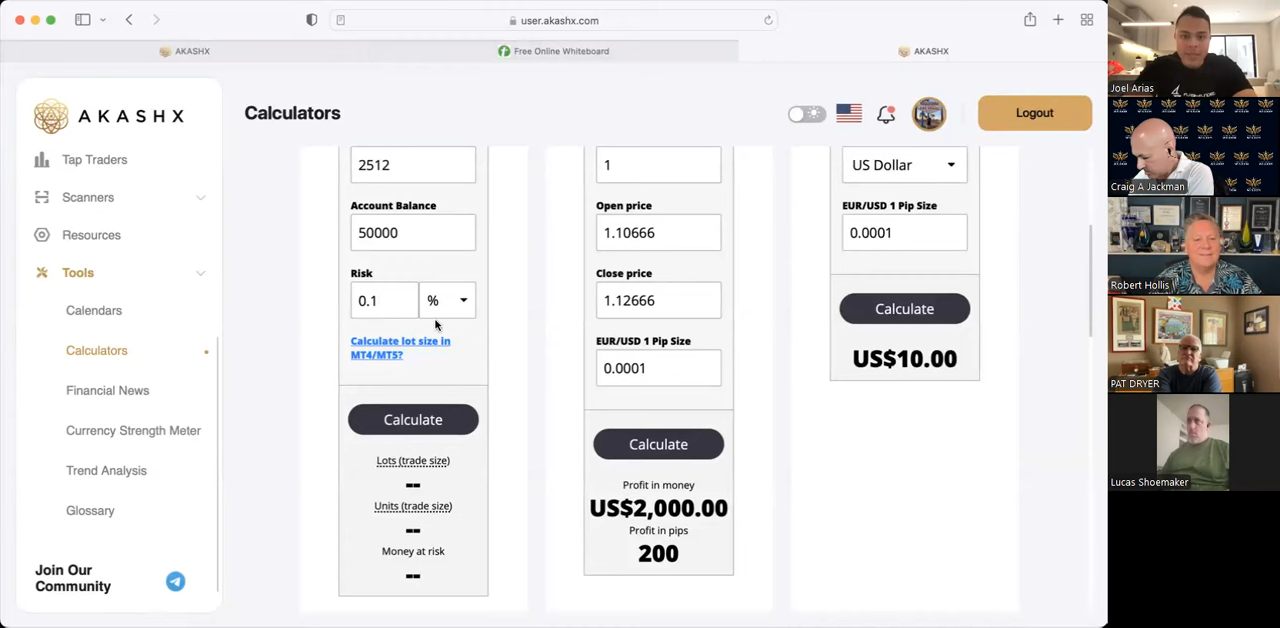 user.akashx.com
AKASHX
Free Online Whiteboard
AKASHX
AKASHX
Calculators
Logout
Tap Traders
Scanners
Resources
Tools
Calendars
Calculators
Financial News
Currency Strength Meter
Trend Analysis
Glossary
Join Our
Community
2512
Account Balance
50000
Risk
0.1
%
Calculate lot size in
MT4/MT5?
Calculate
Lots (trade size)
--
Units (trade size)
--
Money at risk
--
1
Open price
1.10666
Close price
1.12666
EUR/USD 1 Pip Size
0.0001
Calculate
Profit in money
US$2,000.00
Profit in pips
200
US Dollar
EUR/USD 1 Pip Size
0.0001
Calculate
US$10.00
Joel Arias
Craig A Jackman
Robert Hollis
PAT DRYER
Lucas Shoemaker